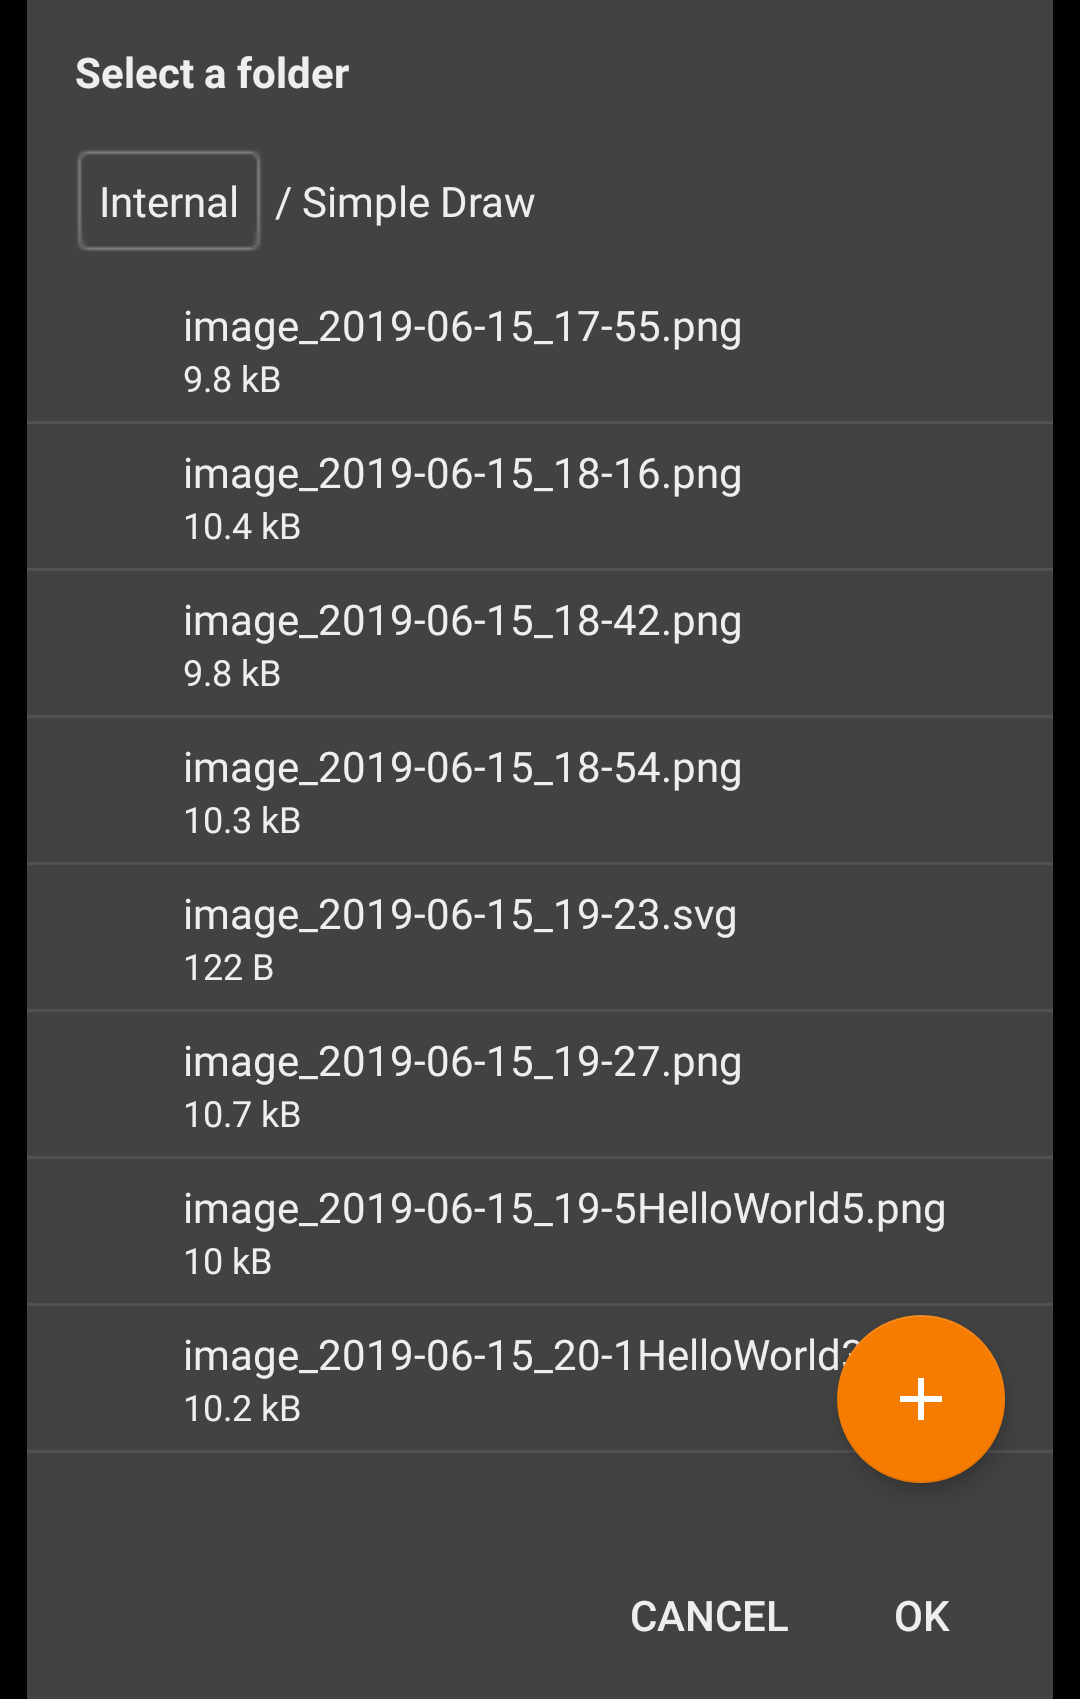 Select a folder
Internal / Simple Draw
image_2019-06-15_17-55.png
9.8 kB
image_2019-06-15_18-16.png
10.4 kB
image_2019-06-15_18-42.png
9.8 kB
image_2019-06-15_18-54.png
10.3 kB
image_2019-06-15_19-23.svg
122 B
image_2019-06-15_19-27.png
10.7 kB
image_2019-06-15_19-5HelloWorld5.png
10 kB
image_2019-06-15_20-1HelloWorld
10.2 kB
+
CANCEL OK